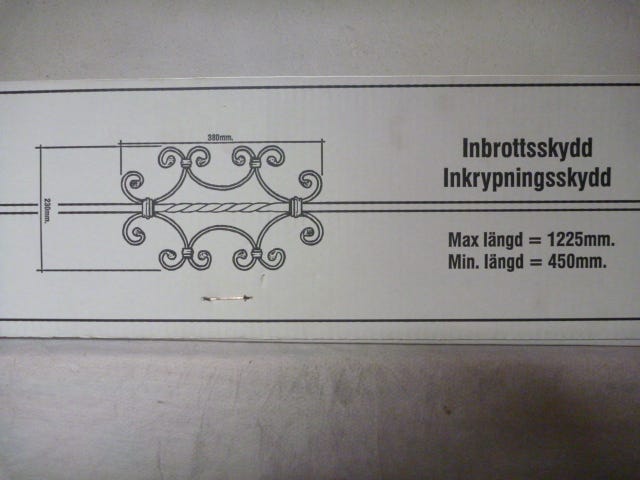 380mm.
230mm.
Inbrottsskydd
Inkrypningsskydd
Max längd = 1225mm.
Min. längd = 450mm.